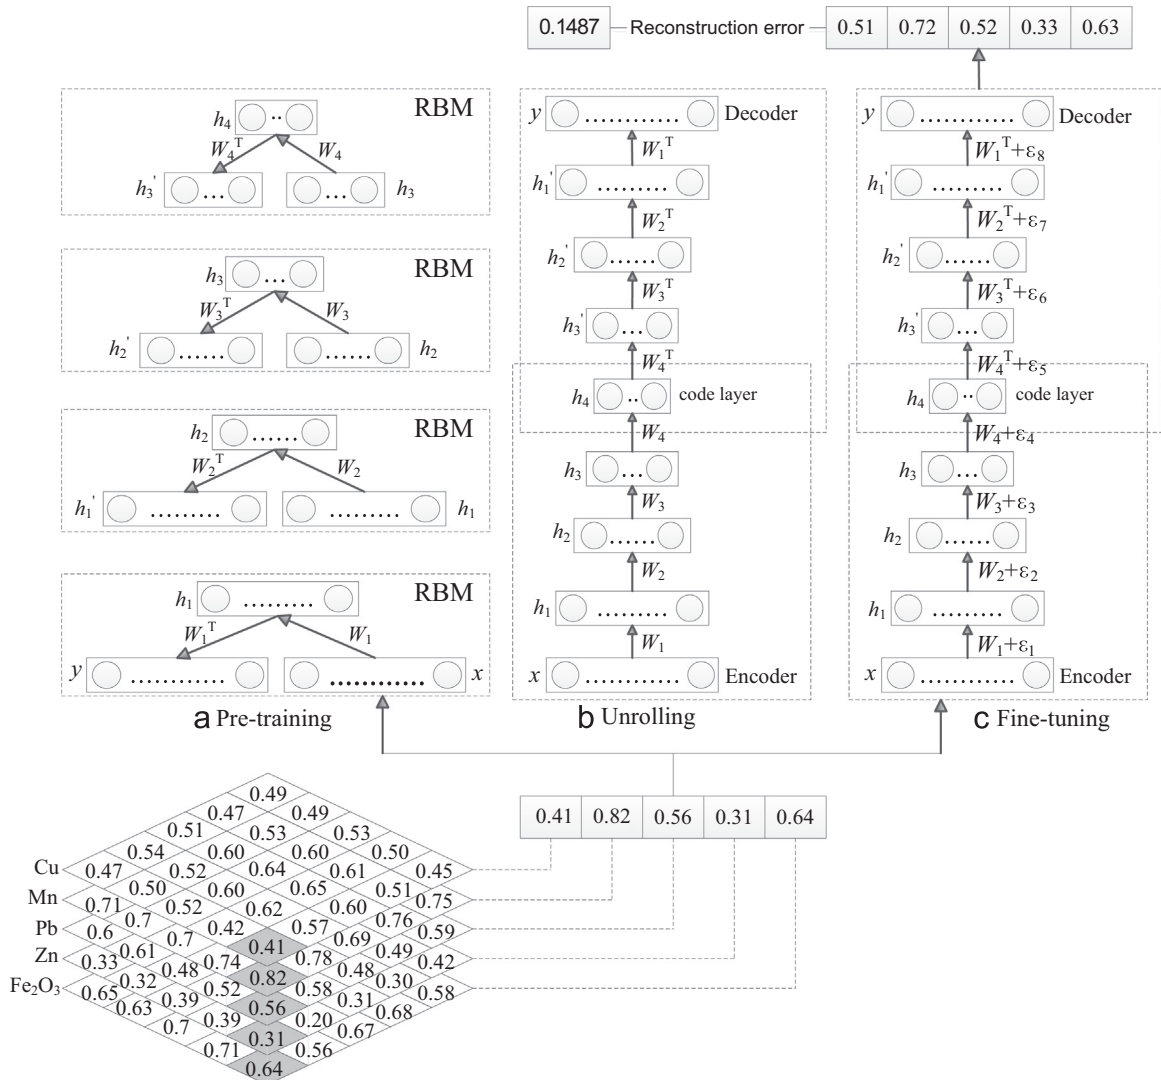 0.1487 Reconstruction error 0.51 0.72 0.52 0.33 0.63
RBM
h4 ..
W4T W4
h3' ... ... h3
RBM
h3 ...
W3T W3
h2' ...... ...... h2
RBM
h2 ......
W2T W2
h1' ......... ......... h1
RBM
h1 .........
W1T W1
y ............ ............ x
a Pre-training
y ............ Decoder
W1T
h1' .........
W2T
h2' ......
W3T
h3' ...
W4T
h4 .. code layer
W4
h3 ...
W3
h2 ......
W2
h1 .........
W1
x ............ Encoder
b Unrolling
y ............ Decoder
W1T+ε8
h1' .........
W2T+ε7
h2' ......
W3T+ε6
h3' ...
W4T+ε5
h4 .. code layer
W4+ε4
h3 ...
W3+ε3
h2 ......
W2+ε2
h1 .........
W1+ε1
x ............ Encoder
c Fine-tuning
0.41 0.82 0.56 0.31 0.64
0.49
0.47 0.49
0.51 0.53 0.53
0.54 0.60 0.60 0.50
Cu 0.47 0.52 0.64 0.61 0.45
0.50 0.60 0.65 0.51
Mn 0.71 0.52 0.62 0.60 0.75
0.7 0.42 0.57 0.76
Pb 0.6 0.7 0.41 0.69 0.59
0.61 0.74 0.78 0.49
Zn 0.33 0.48 0.82 0.48 0.42
0.32 0.52 0.58 0.30
Fe2O3 0.65 0.39 0.56 0.31 0.58
0.63 0.39 0.20 0.68
0.7 0.31 0.67
0.71 0.56
0.64